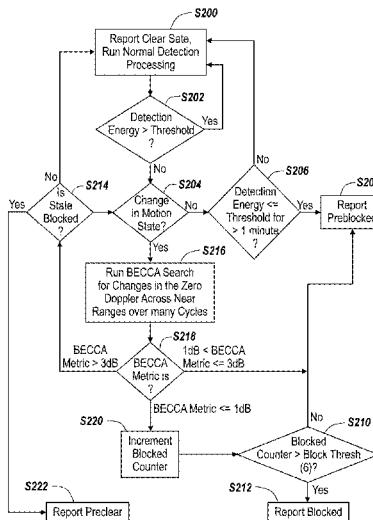 S200
Report Clear Sate,
Run Normal Detection
Processing
S202
Detection
Energy > Threshold
?
Yes
No
S214
Is
State
Blocked
?
No
Yes
S204
Change
in Motion
State?
No
Yes
S206
No
Detection
Energy <=
Threshold for
> 1 minute
?
Yes
S20
Report
Preblocked
S216
Run BECCA Search
for Changes in the Zero
Doppler Across Near
Ranges over many Cycles
S218
BECCA
Metric > 3dB
BECCA
Metric is
?
1dB < BECCA
Metric <= 3dB
BECCA Metric <= 1dB
S220
Increment
Blocked
Counter
No
S210
Blocked
Counter > Block Thresh
(6)?
Yes
S222
Report Preclear
S212
Report Blocked